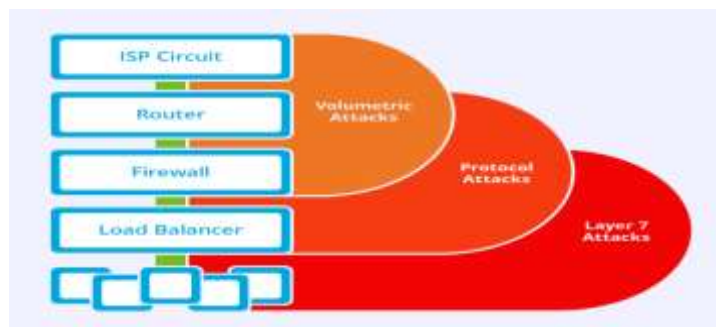 ISP Circuit
Router
Firewall
Load Balancer
Volumetric
Attacks
Protocol
Attacks
Layer 7
Attacks